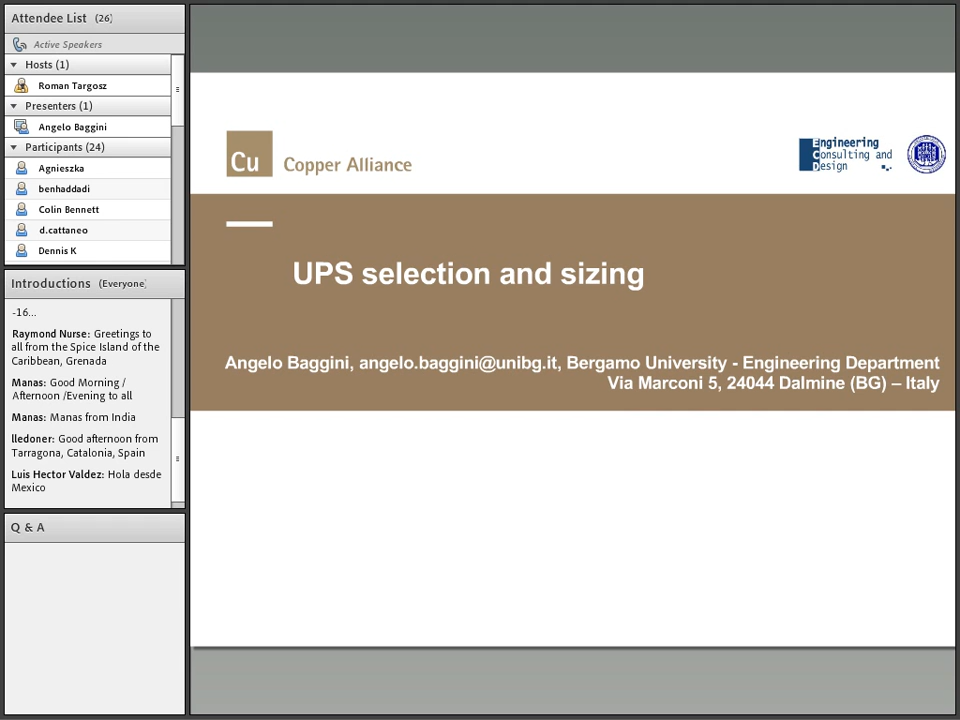 Attendee List (26)
Active Speakers
Hosts (1)
Roman Targosz
Presenters (1)
Angelo Baggini
Participants (24)
Agnieszka
benhaddadi
Colin Bennett
d.cattaneo
Dennis K
Introductions (Everyone)
-16...
Raymond Nurse: Greetings to
all from the Spice Island of the
Caribbean, Grenada
Manas: Good Morning /
Afternoon /Evening to all
Manas: Manas from India
lledoner: Good afternoon from
Tarragona, Catalonia, Spain
Luis Hector Valdez: Hola desde
Mexico
Q & A
Cu Copper Alliance
Engineering
Consulting and
Design
UPS selection and sizing
Angelo Baggini, angelo.baggini@unibg.it, Bergamo University - Engineering Department
Via Marconi 5, 24044 Dalmine (BG) – Italy